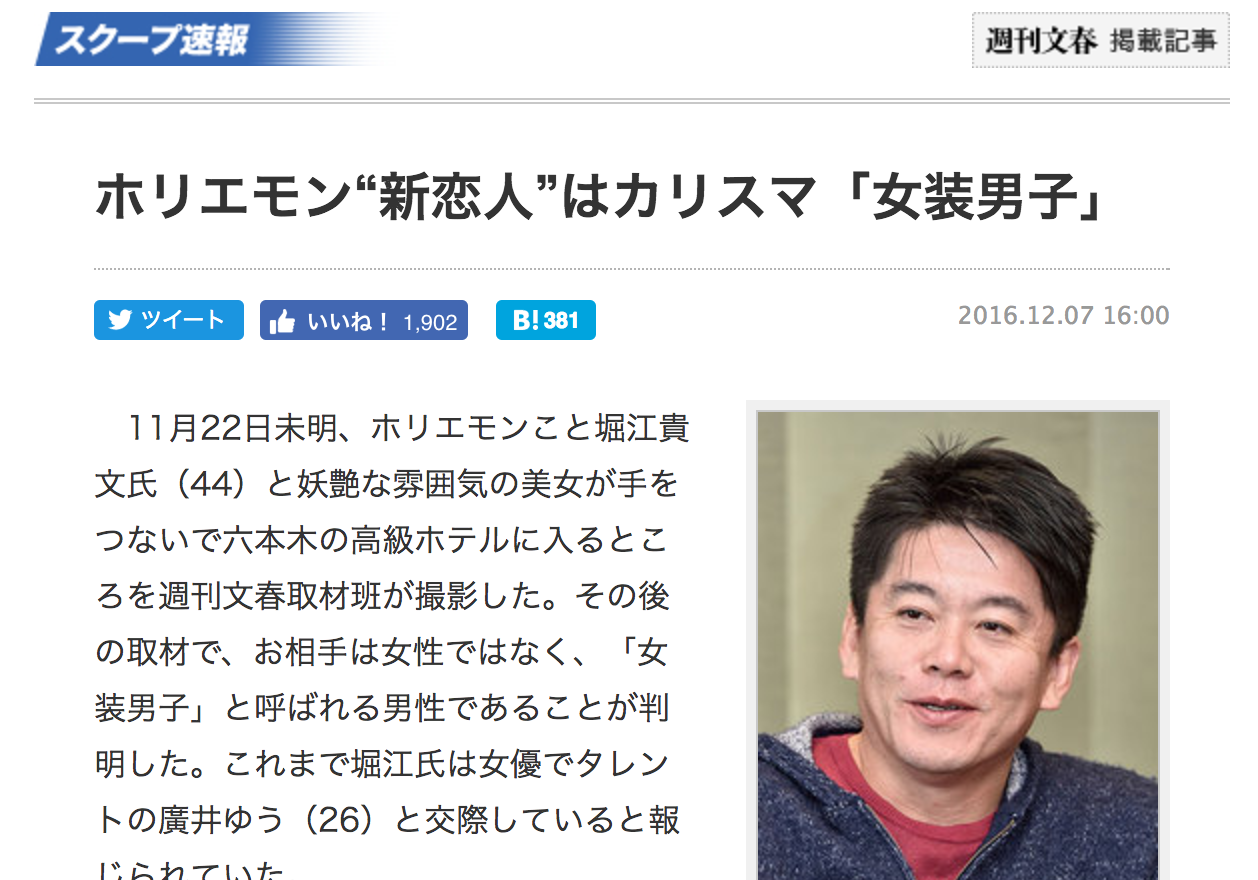 スクープ速報
週刊文春 掲載記事
ホリエモン“新恋人”はカリスマ「女装男子」
ツイート
いいね！ 1,902
B! 381
2016.12.07 16:00
11月22日未明、ホリエモンこと堀江貴
文氏（44）と妖艶な雰囲気の美女が手を
つないで六本木の高級ホテルに入るとこ
ろを週刊文春取材班が撮影した。その後
の取材で、お相手は女性ではなく、「女
装男子」と呼ばれる男性であることが判
明した。これまで堀江氏は女優でタレン
トの廣井ゆう（26）と交際していると報
じられていた